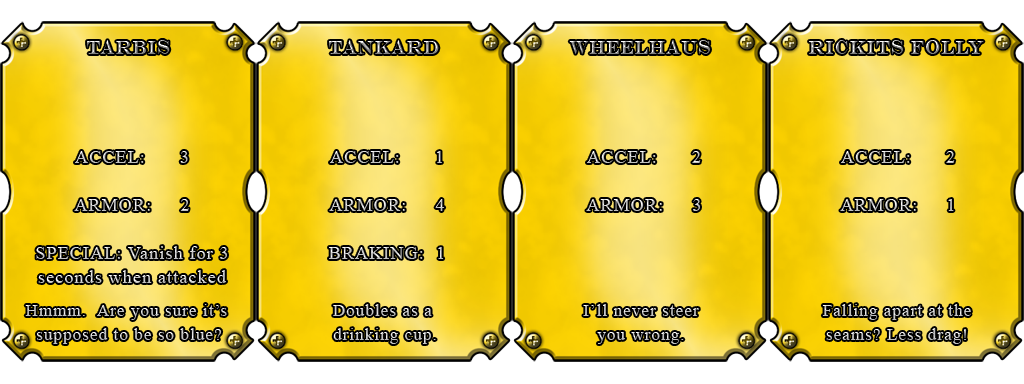 TARBIS
ACCEL: 3
ARMOR: 2
SPECIAL: Vanish for 3
seconds when attacked
Hmmm. Are you sure it's
supposed to be so blue?
TANKARD
ACCEL: 1
ARMOR: 4
BRAKING: 1
Doubles as a
drinking cup.
WHEELHAUS
ACCEL: 2
ARMOR: 3
I'll never steer
you wrong.
RICKITS FOLLY
ACCEL: 2
ARMOR: 1
Falling apart at the
seams? Less drag!